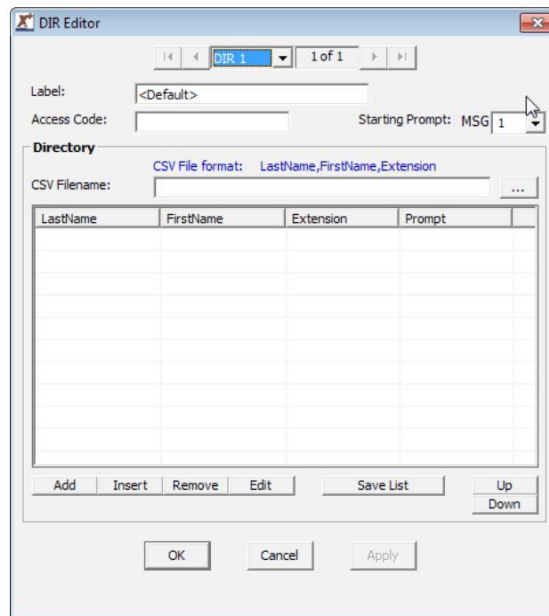 DIR Editor
DIR 1 1 of 1
Label: <Default>
Access Code: Starting Prompt: MSG 1
Directory
CSV File format: LastName,FirstName,Extension
CSV Filename: ...
LastName FirstName Extension Prompt
Add Insert Remove Edit Save List Up
Down
OK Cancel Apply